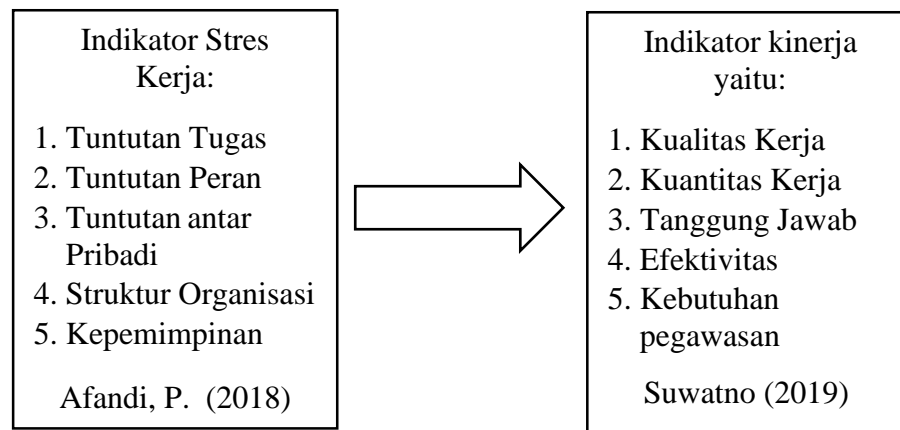 Indikator Stres
Kerja:
1. Tuntutan Tugas
2. Tuntutan Peran
3. Tuntutan antar
Pribadi
4. Struktur Organisasi
5. Kepemimpinan
Afandi, P. (2018)
Indikator kinerja
yaitu:
1. Kualitas Kerja
2. Kuantitas Kerja
3. Tanggung Jawab
4. Efektivitas
5. Kebutuhan
pegawasan
Suwatno (2019)